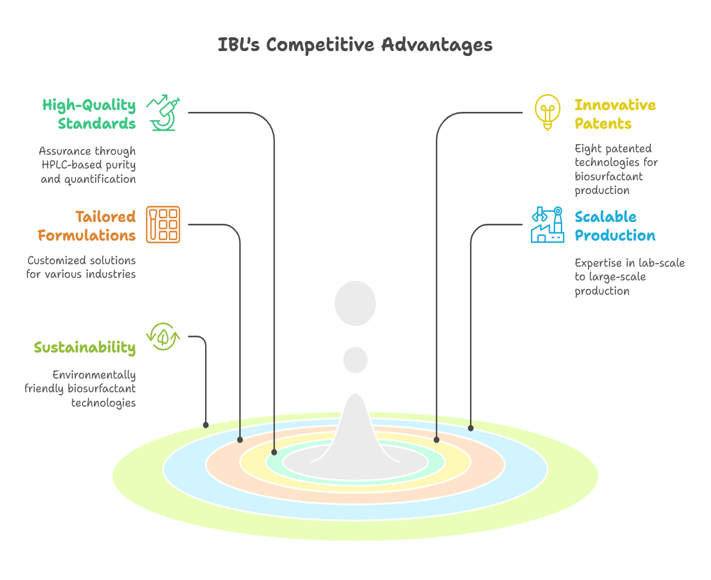 IBL's Competitive Advantages
High-Quality
Standards
Assurance through
HPLC-based purity
and quantification
Tailored
Formulations
Customized solutions
for various industries
Sustainability
Environmentally
friendly biosurfactant
technologies
Innovative
Patents
Eight patented
technologies for
biosurfactant
production
Scalable
Production
Expertise in lab-scale
to large-scale
production